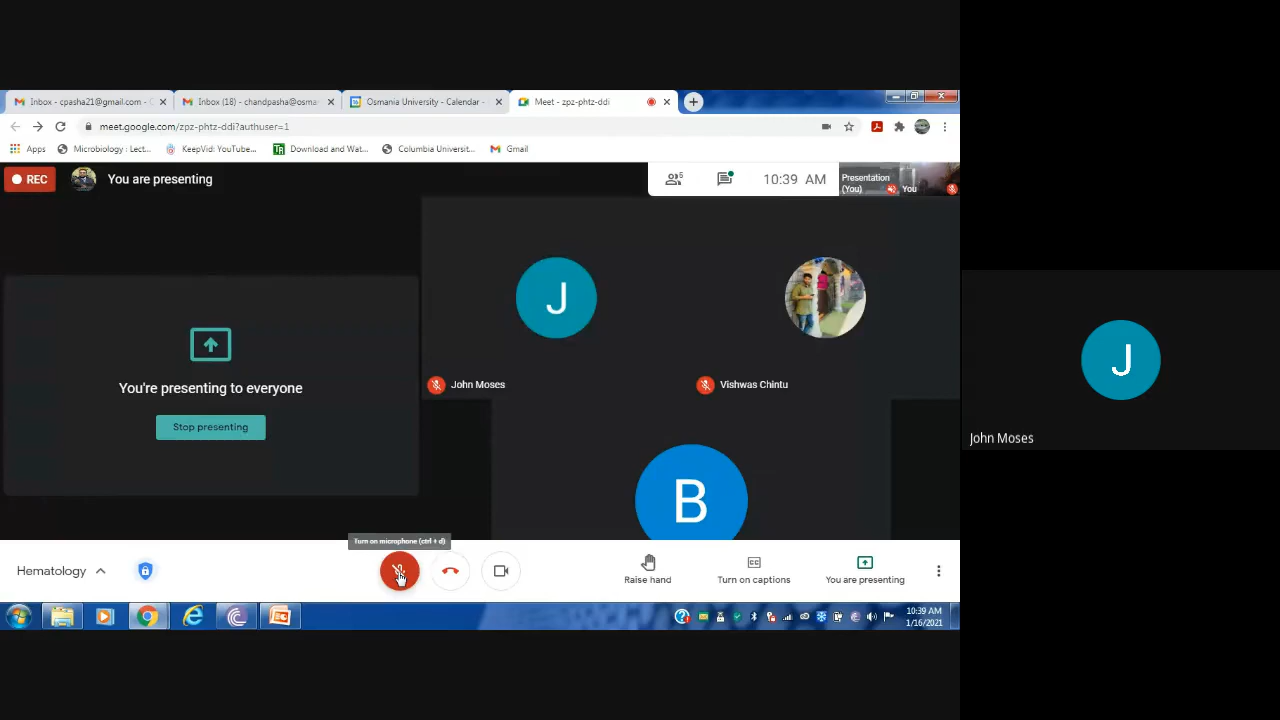 Inbox - cpasha21@gmail.com -
Inbox (18) - chandpasha@osma
Osmania University - Calendar -
Meet - zpz-phtz-ddi
meet.google.com/zpz-phtz-ddi?authuser=1
Apps
Microbiology : Lect...
KeepVid: YouTube...
Download and Wat...
Columbia Universit...
Gmail
REC
You are presenting
5
10:39 AM
Presentation
(You)
You
J
You're presenting to everyone
Stop presenting
John Moses
Vishwas Chintu
J
John Moses
B
Turn on microphone (ctrl + d)
Hematology
Raise hand
Turn on captions
You are presenting
10:39 AM
1/16/2021